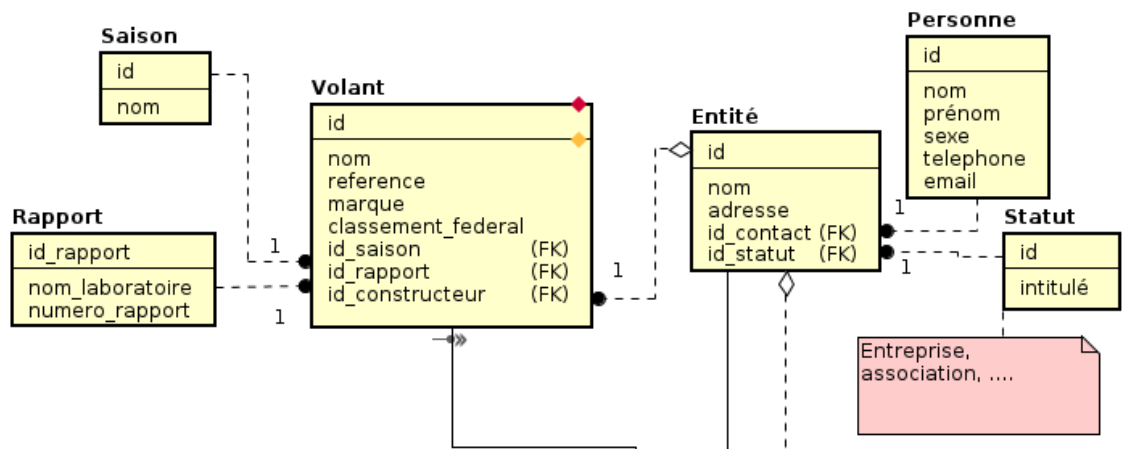 Saison
id
nom
Rapport
id_rapport
nom_laboratoire
numero_rapport
1
1
Volant
id
nom
reference
marque
classement_federal
id_saison (FK)
id_rapport (FK)
id_constructeur (FK)
1
Entité
id
nom
adresse
id_contact (FK)
id_statut (FK)
1
1
Personne
id
nom
prénom
sexe
telephone
email
Statut
id
intitulé
Entreprise,
association, ....